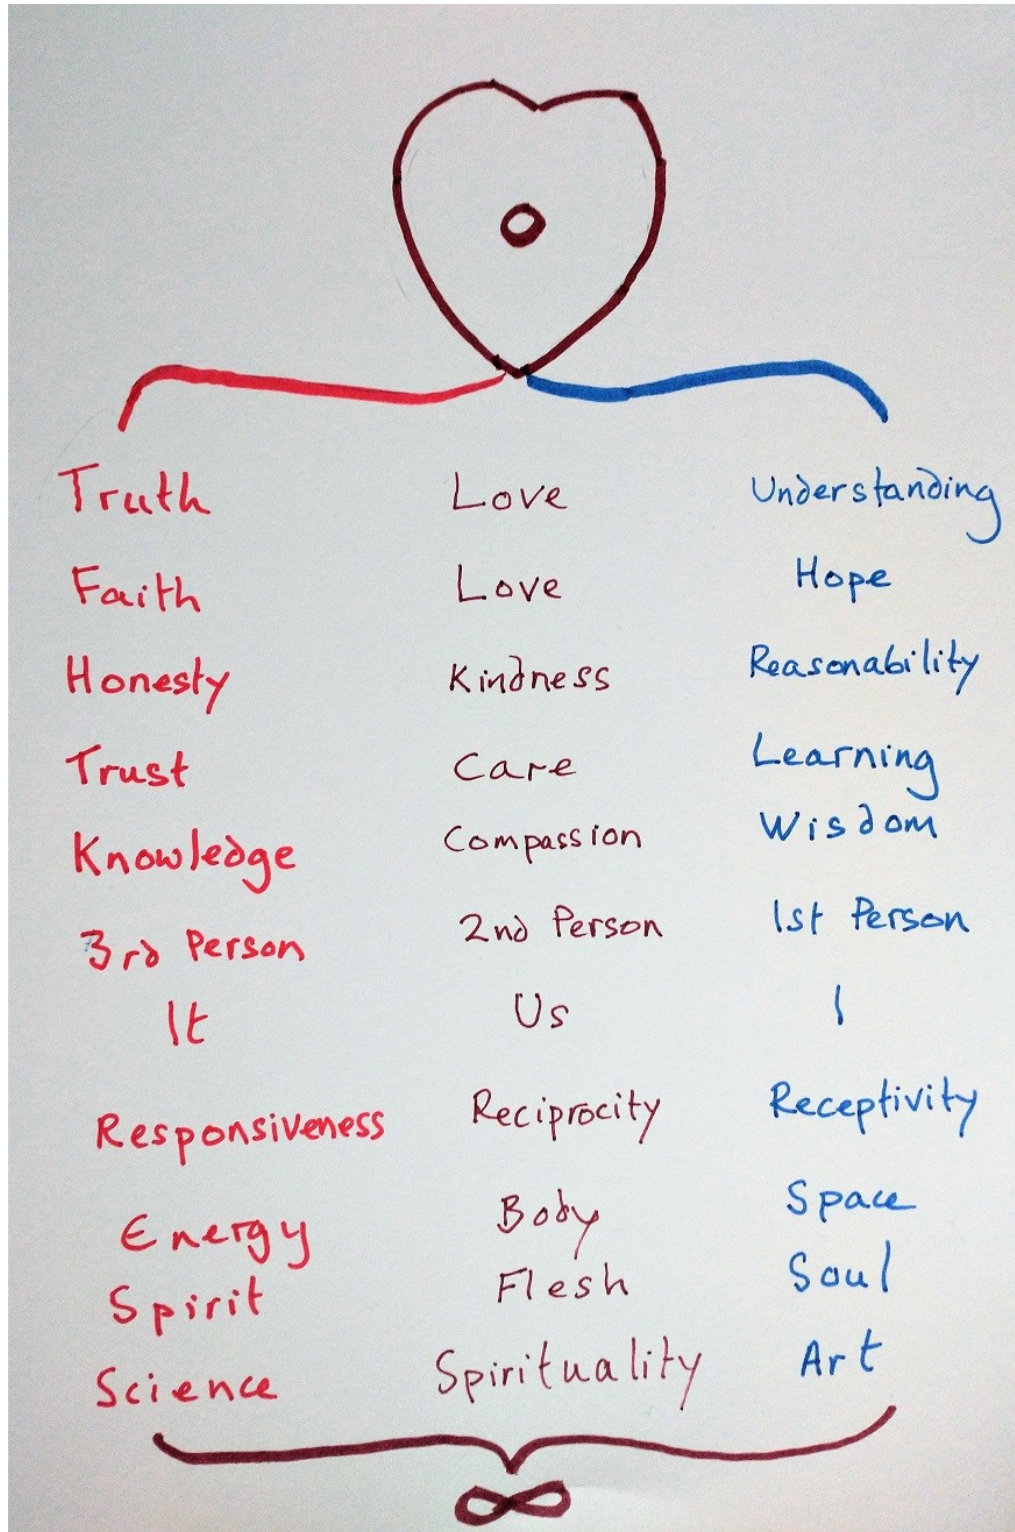 Truth Love Understanding
Faith Love Hope
Honesty Kindness Reasonability
Trust Care Learning
Knowledge Compassion Wisdom
3rd Person 2nd Person 1st Person
It Us I
Responsiveness Reciprocity Receptivity
Energy Body Space
Spirit Flesh Soul
Science Spirituality Art